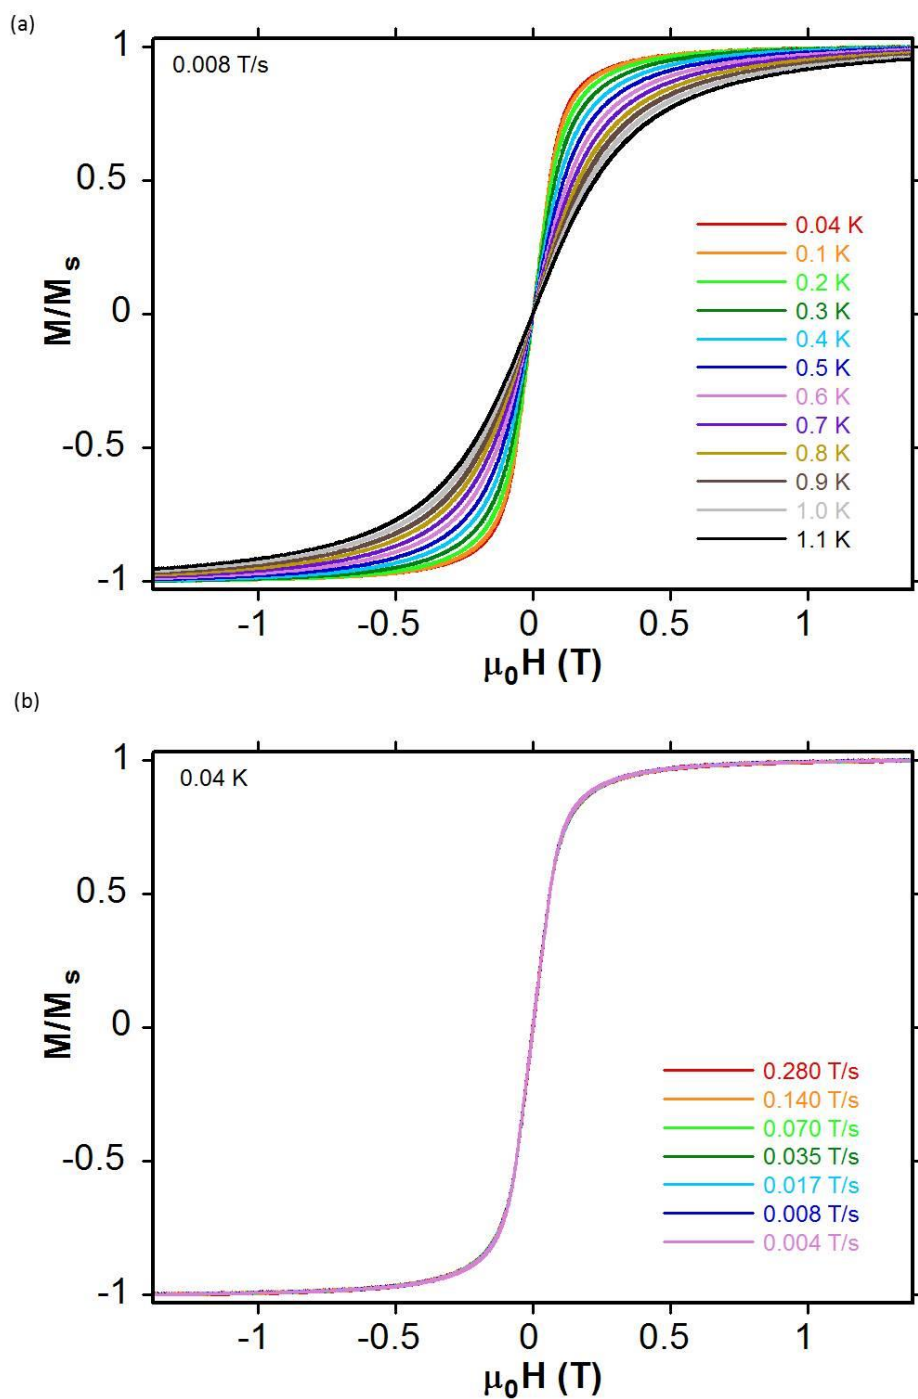 (a)
0.008 T/s
1
0.5
0
-0.5
-1
M/Ms
0.04 K
0.1 K
0.2 K
0.3 K
0.4 K
0.5 K
0.6 K
0.7 K
0.8 K
0.9 K
1.0 K
1.1 K
-1 -0.5 0 0.5 1
μ0H (T)
(b)
0.04 K
1
0.5
0
-0.5
-1
M/Ms
0.280 T/s
0.140 T/s
0.070 T/s
0.035 T/s
0.017 T/s
0.008 T/s
0.004 T/s
-1 -0.5 0 0.5 1
μ0H (T)